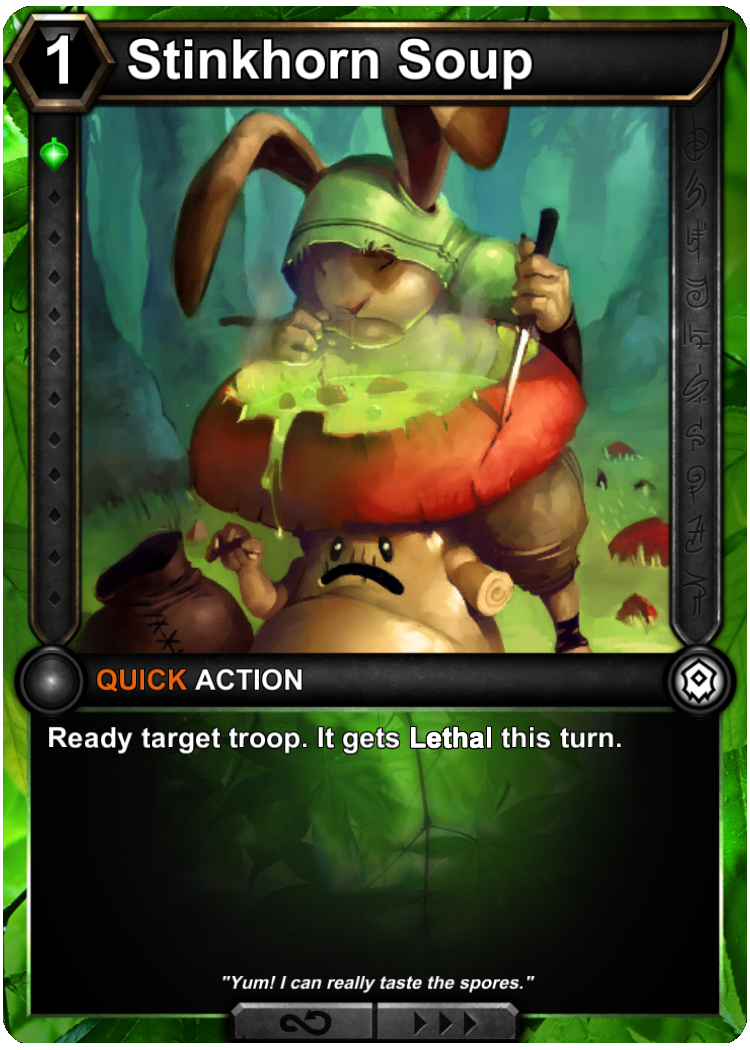 1
Stinkhorn Soup
QUICK ACTION
Ready target troop. It gets Lethal this turn.
"Yum! I can really taste the spores."